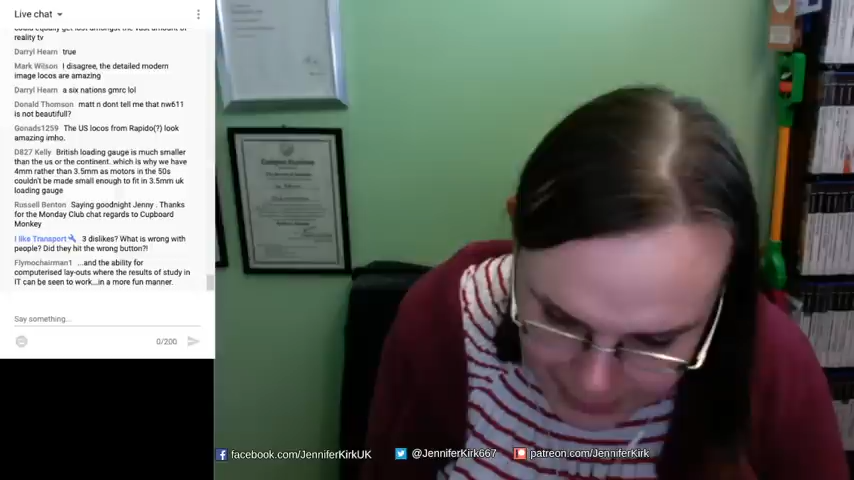 Live chat
could equally get lost amongst the vast amount of
reality tv
Darryl Hearn true
Mark Wilson I disagree, the detailed modern
image locos are amazing
Darryl Hearn a six nations gmrc lol
Donald Thomson matt n dont tell me that nw611
is not beautifull?
Gonads1259 The US locos from Rapido(?) look
amazing imho.
D827 Kelly British loading gauge is much smaller
than the us or the continent. which is why we have
4mm rather than 3.5mm as motors in the 50s
couldn't be made small enough to fit in 3.5mm uk
loading gauge
Russell Benton Saying goodnight Jenny . Thanks
for the Monday Club chat regards to Cupboard
Monkey
I like Transport 3 dislikes? What is wrong with
people? Did they hit the wrong button?!
Flymochairman1 ...and the ability for
computerised lay-outs where the results of study in
IT can be seen to work...in a more fun manner.
Say something...
0/200
facebook.com/JenniferKirkUK
@JenniferKirk667
patreon.com/JenniferKirk